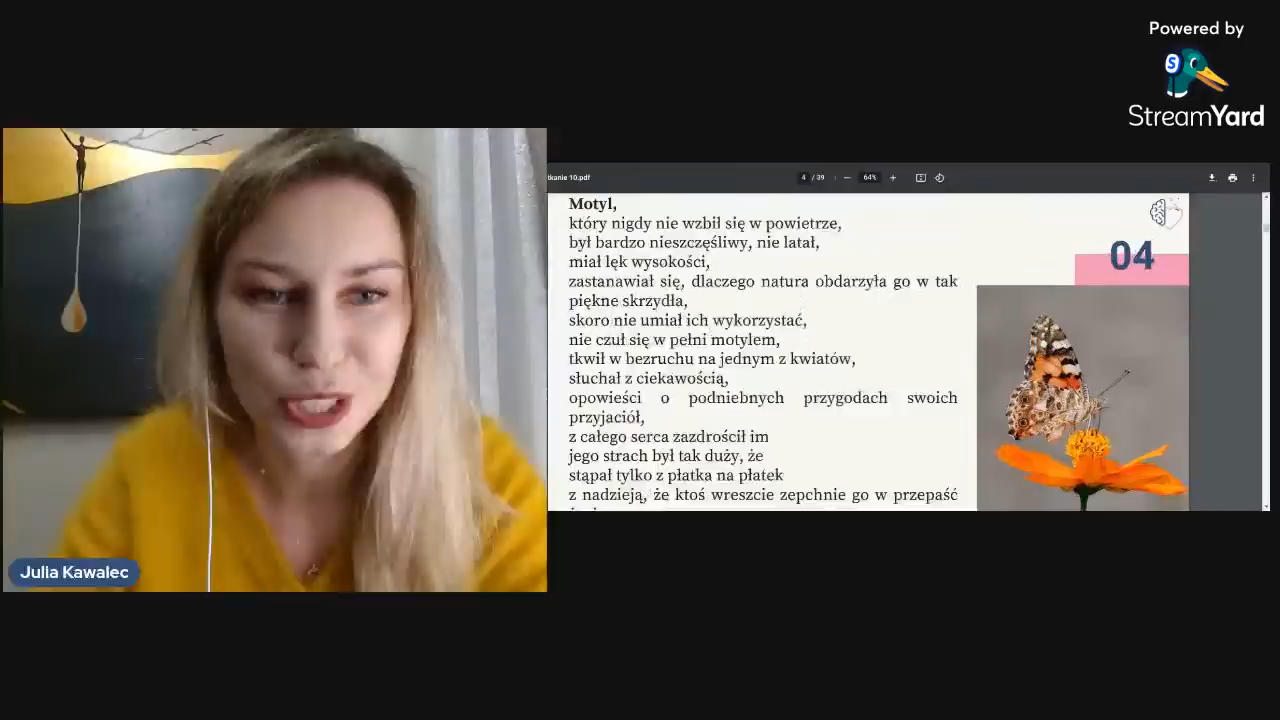 Powered by
StreamYard
Julia Kawalec
tkanie 10.pdf
4 / 39
64%
Motyl,
który nigdy nie wzbił się w powietrze,
był bardzo nieszczęśliwy, nie latał,
miał lęk wysokości,
zastanawiał się, dlaczego natura obdarzyła go w tak
piękne skrzydła,
skoro nie umiał ich wykorzystać,
nie czuł się w pełni motylem,
tkwił w bezruchu na jednym z kwiatów,
słuchał z ciekawością,
opowieści o podniebnych przygodach swoich
przyjaciół,
z całego serca zazdrościł im
jego strach był tak duży, że
stąpał tylko z płatka na płatek
z nadzieją, że ktoś wreszcie zepchnie go w przepaść
04